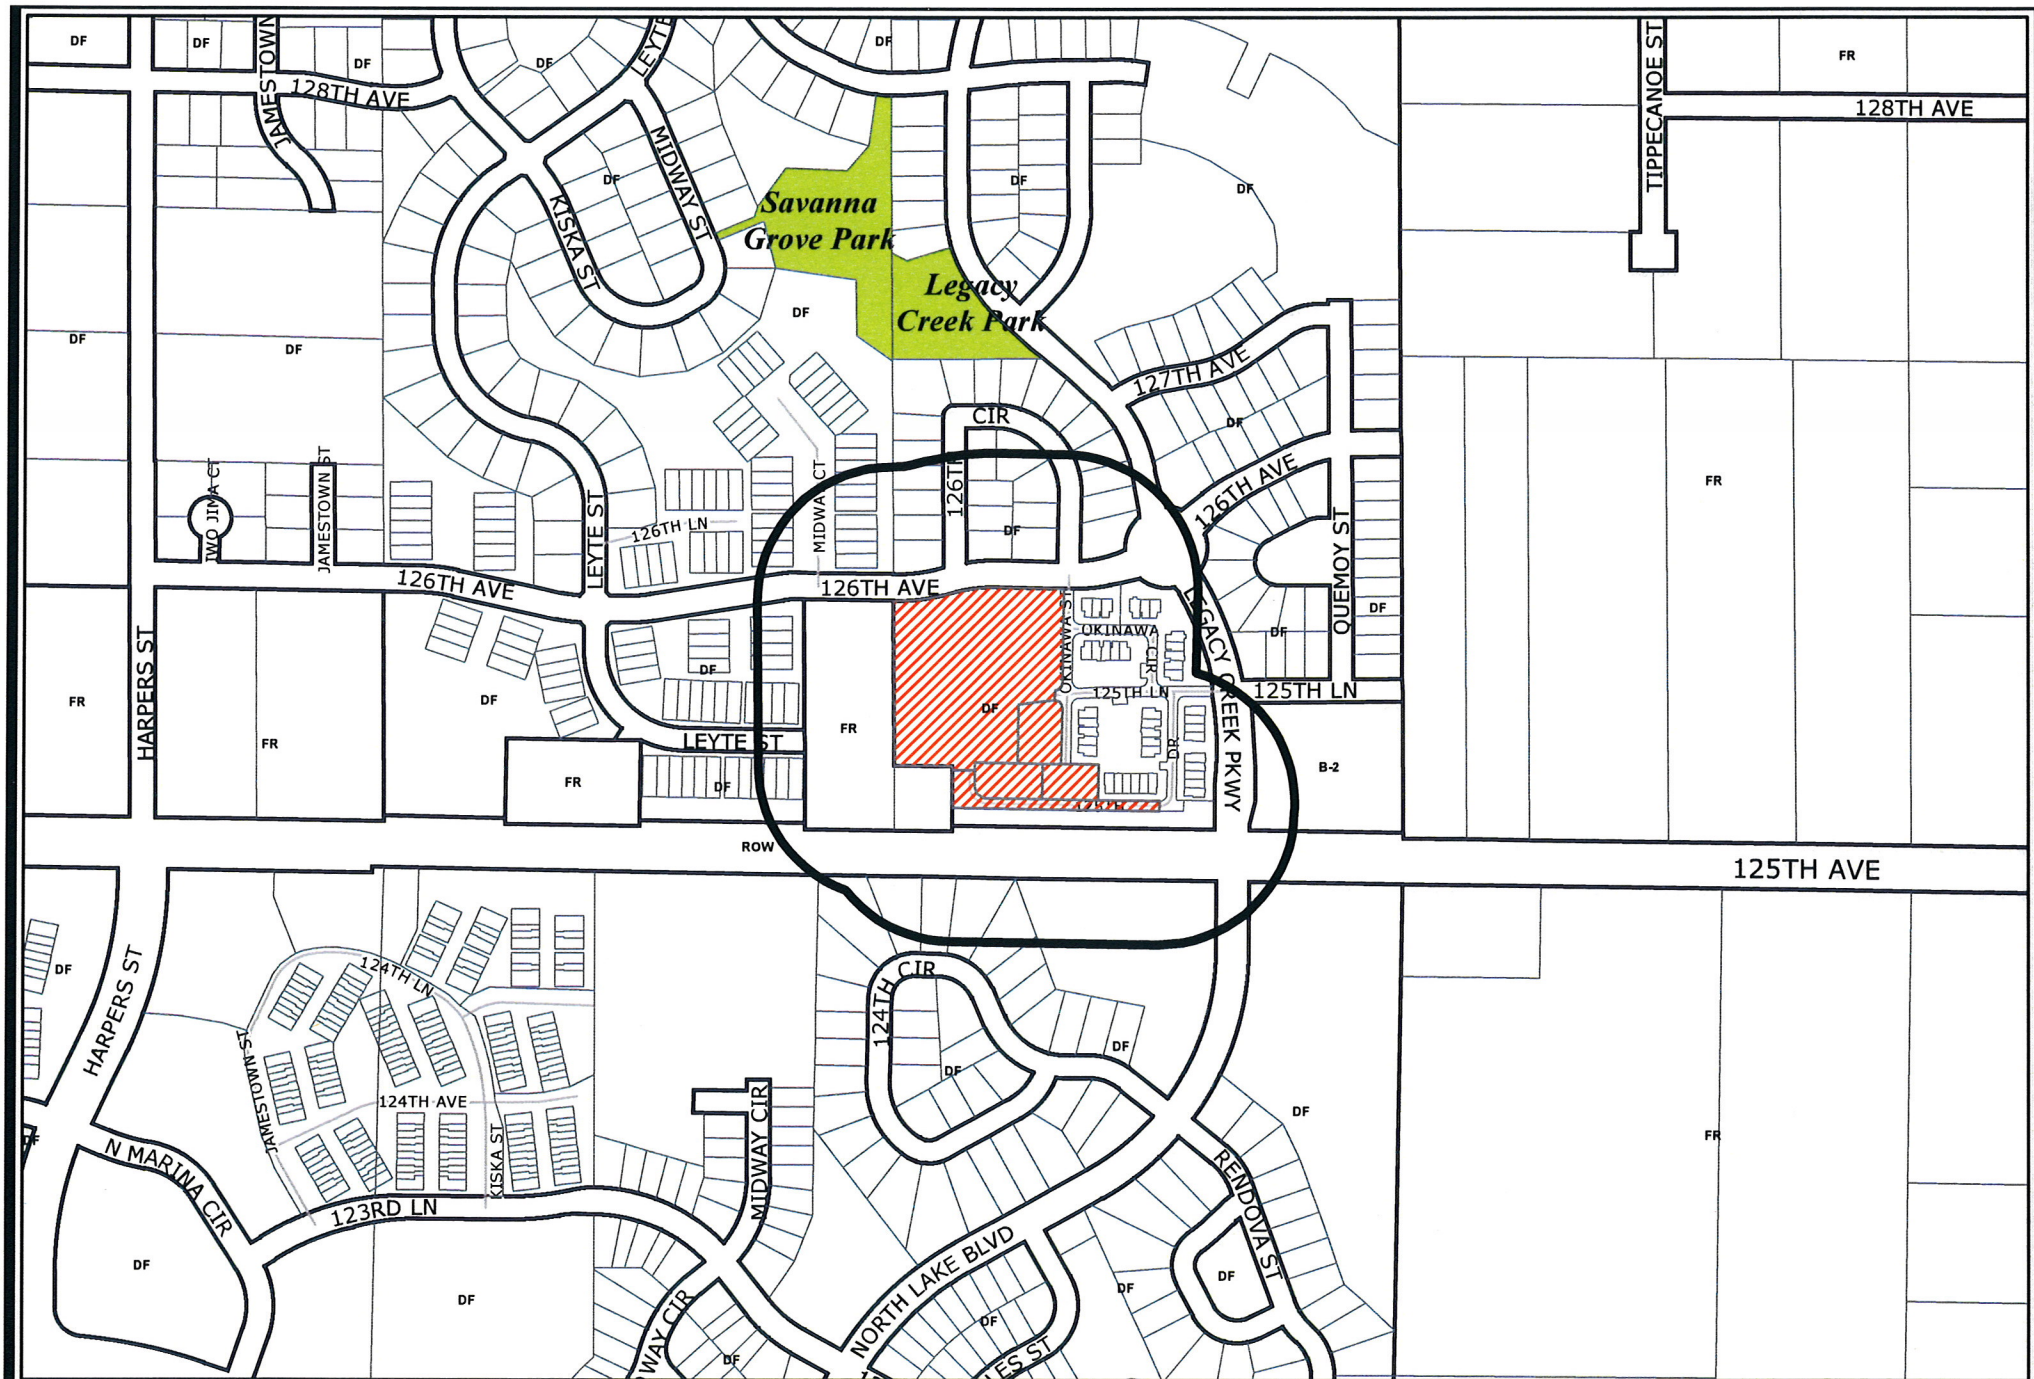 DF
DF
DF
DF
DF
FR
JAMESTOWN
LEYTE
TIPPECANOE ST
128TH AVE
128TH AVE
MIDWAY ST
KISKA ST
DF
DF
DF
Savanna
Grove Park
Legacy
Creek Park
DF
DF
DF
127TH AVE
DF
CIR
126TH
126TH AVE
FR
IWO JIMA CT
JAMESTOWN ST
LEYTE ST
126TH LN
MIDWAY CT
DF
QUEMOY ST
126TH AVE
126TH AVE
OKINAWA ST
OKINAWA
CIR
LEGACY CREEK PKWY
DF
DF
HARPERS ST
DF
125TH LN
125TH LN
FR
FR
DF
FR
DF
LEYTE ST
DR
FR
DF
B-2
125TH
ROW
125TH AVE
HARPERS ST
DF
124TH LN
124TH
CIR
JAMESTOWN ST
DF
DF
DF
124TH AVE
KISKA ST
MIDWAY CIR
DF
FR
N MARINA CIR
123RD LN
RENDOVA ST
NORTH LAKE BLVD
DF
DF
DF
DF
DF
DF
WAY CIR
LES ST